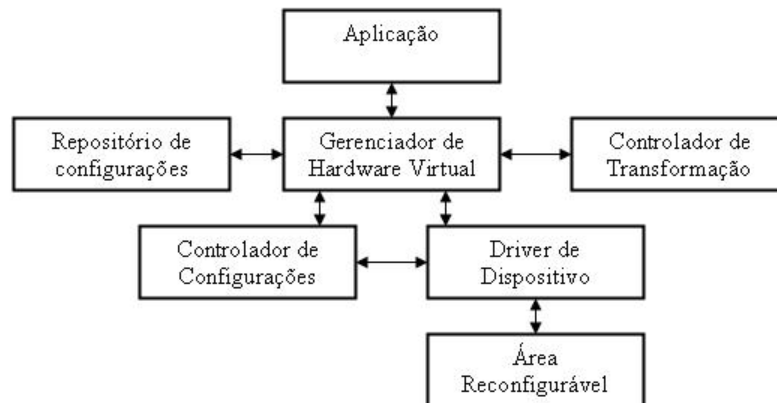 Aplicação
Repositório de
configurações
Gerenciador de
Hardware Virtual
Controlador de
Transformação
Controlador de
Configurações
Driver de
Dispositivo
Área
Reconfigurável